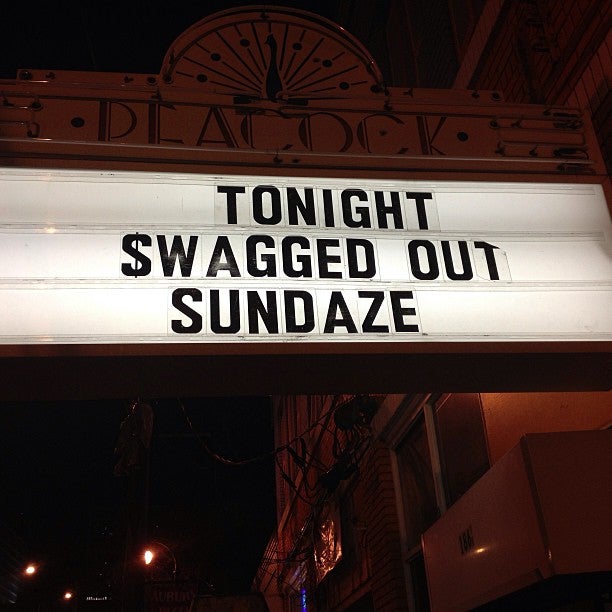 PEACOCK
TONIGHT
$WAGGED OUT
SUNDAZE